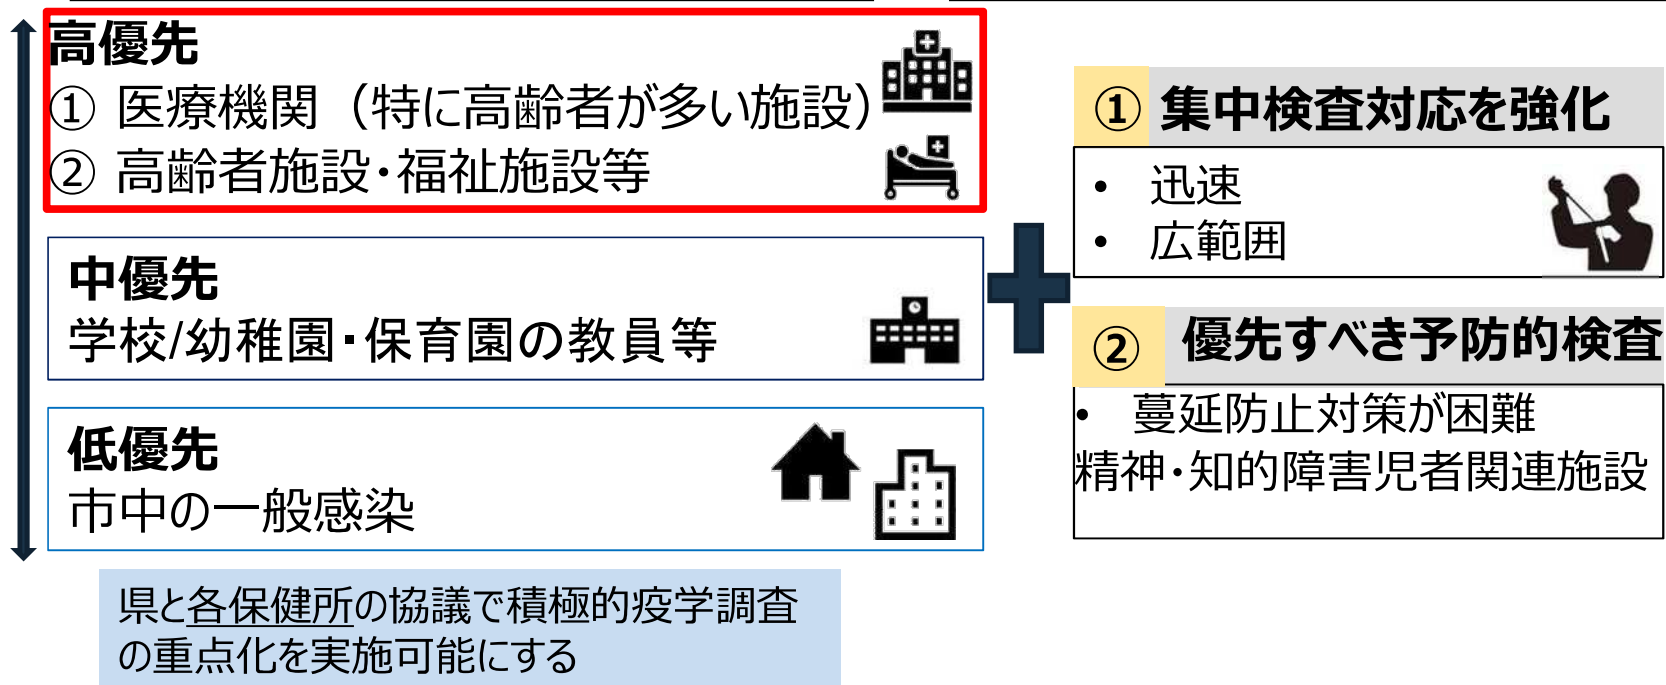 高優先
① 医療機関（特に高齢者が多い施設）
② 高齢者施設・福祉施設等
中優先
学校/幼稚園・保育園の教員等
低優先
市中の一般感染
県と各保健所の協議で積極的疫学調査
の重点化を実施可能にする
① 集中検査対応を強化
• 迅速
• 広範囲
② 優先すべき予防的検査
• 蔓延防止対策が困難
精神・知的障害児者関連施設